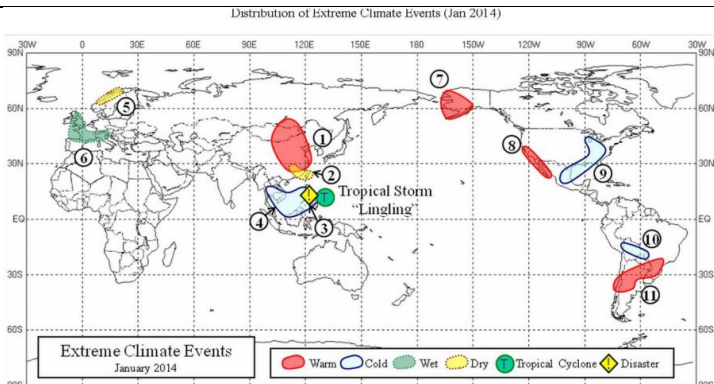 Distribution of Extreme Climate Events (Jan 2014)
30W 0 30E 60E 90E 120E 150E 180 150W 120W 90W 60W 30W
90N 90N
60N 60N
30N 30N
EQ EQ
30S 30S
60S 60S
7
5
1
8
6
2
9
Tropical Storm
"Lingling"
4
3
10
11
Extreme Climate Events
January 2014
Warm Cold Wet Dry T Tropical Cyclone ! Disaster
! T